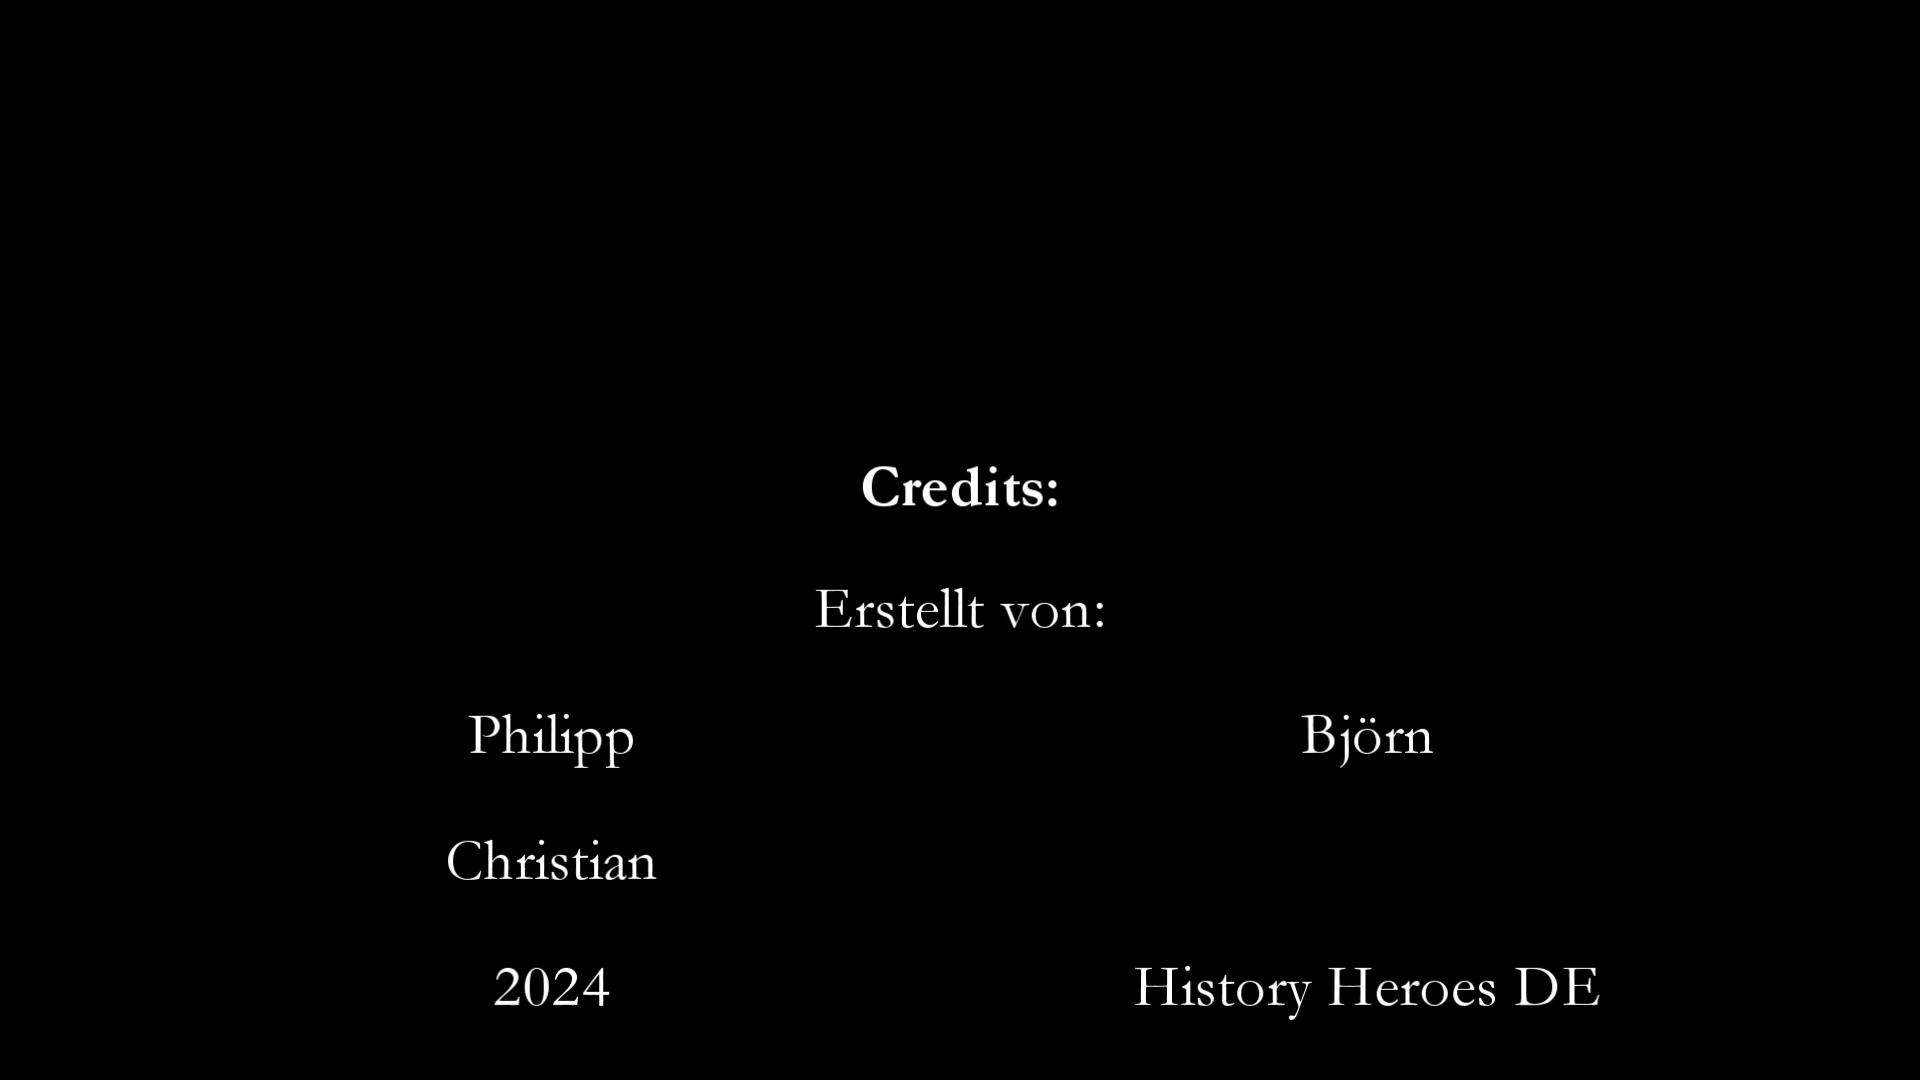 Credits:
Erstellt von:
Philipp Björn
Christian
2024 History Heroes DE